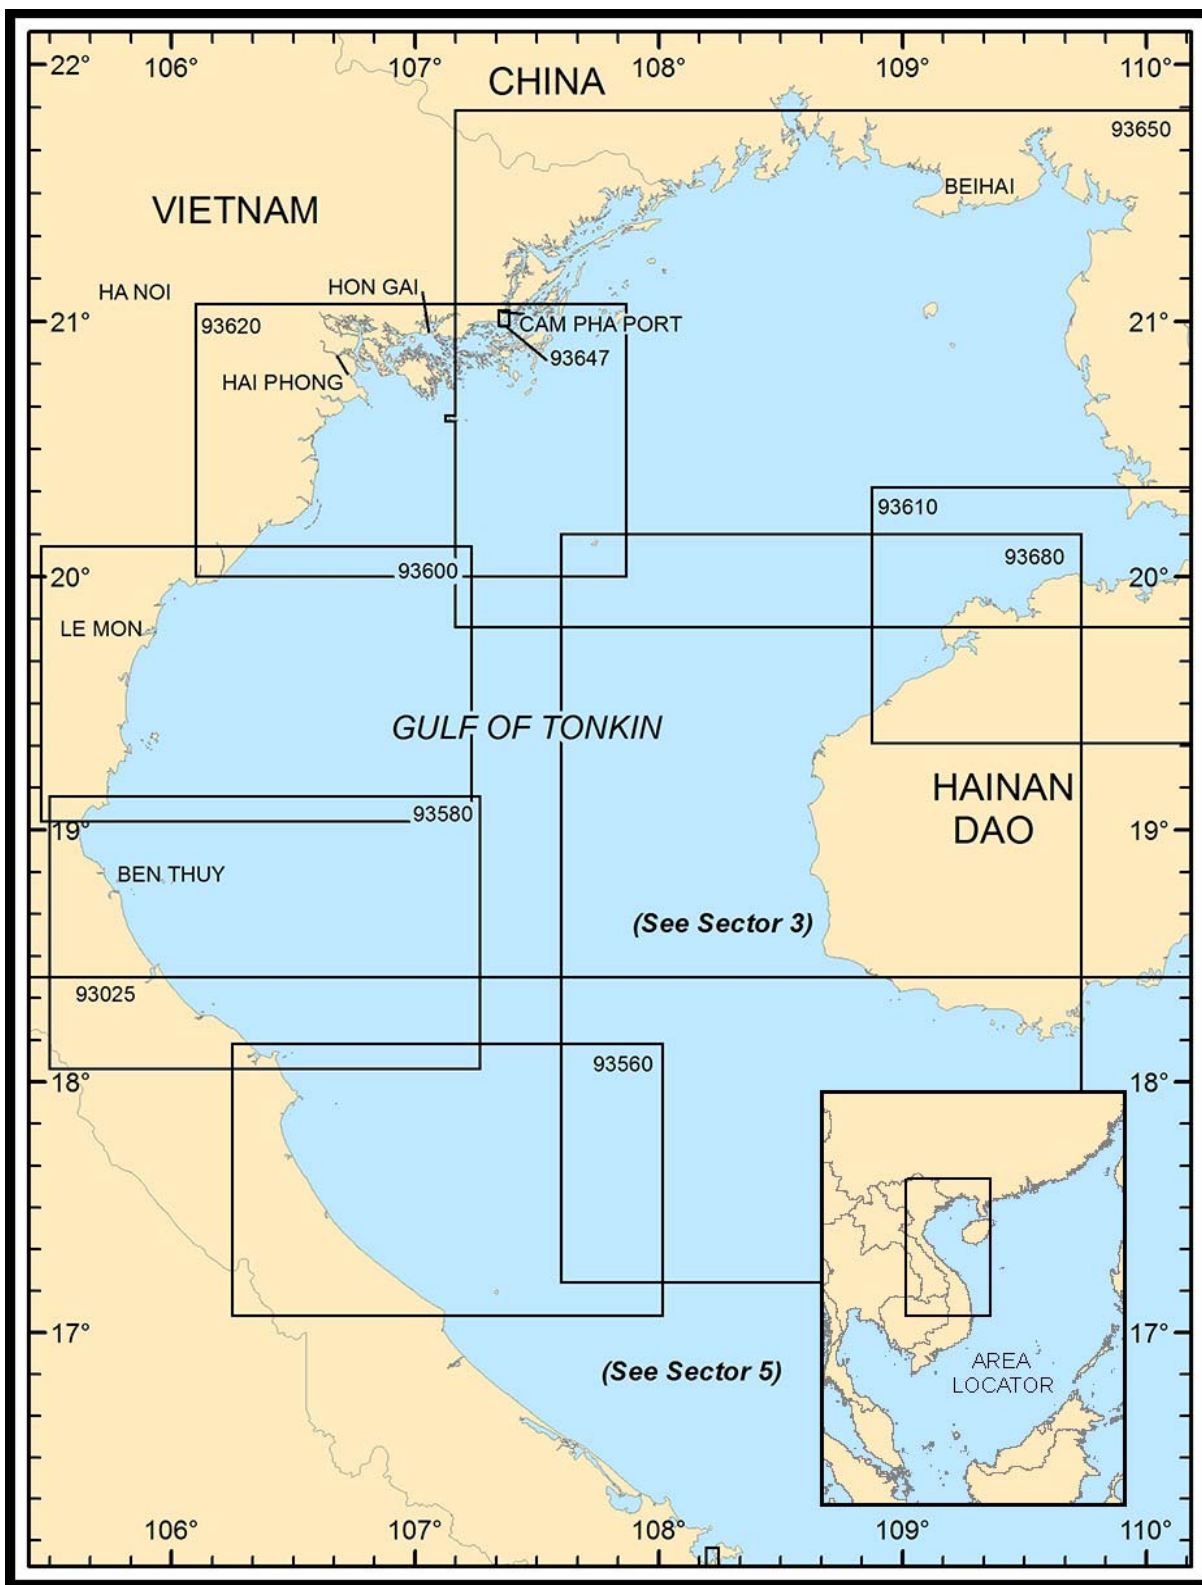 22° 106° 107° 108° 109° 110°
CHINA
93650
BEIHAI
VIETNAM
HA NOI
HON GAI
21° 21°
93620
CAM PHA PORT
93647
HAI PHONG
93610
93680
20° 20°
93600
LE MON
GULF OF TONKIN
HAINAN
DAO
93580
19° 19°
BEN THUY
(See Sector 3)
93025
93560
18° 18°
17° 17°
AREA
LOCATOR
(See Sector 5)
106° 107° 108° 109° 110°